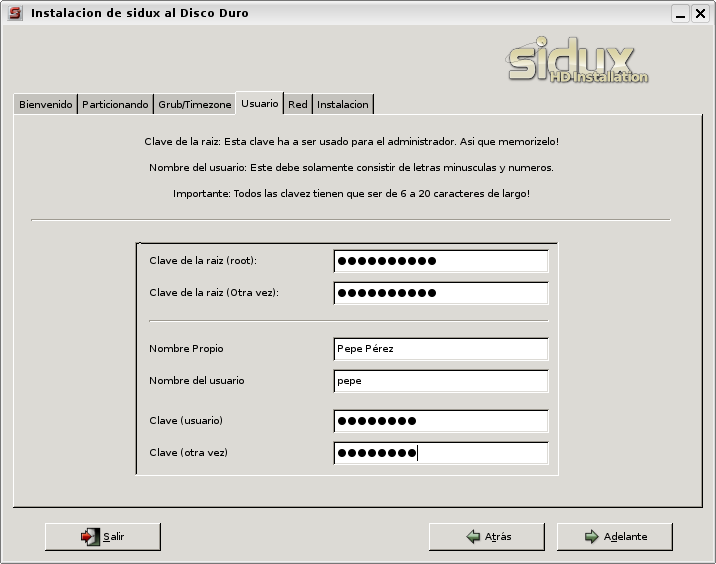 Instalacion de sidux al Disco Duro
sidux
HD-Installation
Bienvenido Particionando Grub/Timezone Usuario Red Instalacion
Clave de la raiz: Esta clave ha a ser usado para el administrador. Asi que memorizelo!
Nombre del usuario: Este debe solamente consistir de letras minusculas y numeros.
Importante: Todos las clavez tienen que ser de 6 a 20 caracteres de largo!
Clave de la raiz (root): ●●●●●●●●●●
Clave de la raiz (Otra vez): ●●●●●●●●●●
Nombre Propio Pepe Pérez
Nombre del usuario pepe
Clave (usuario) ●●●●●●●●
Clave (otra vez) ●●●●●●●●
Salir Atrás Adelante